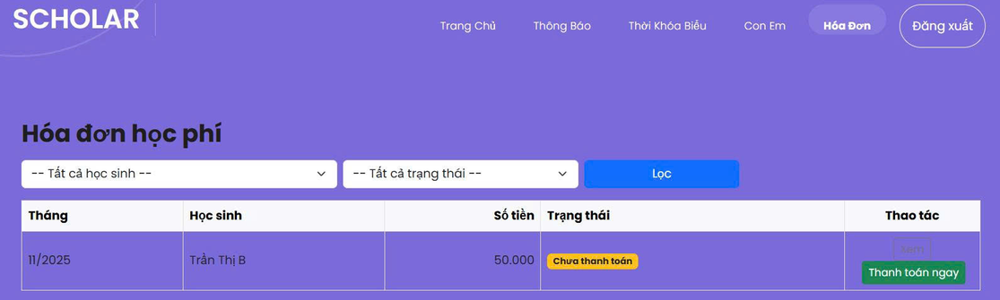 SCHOLAR
Trang Chủ Thông Báo Thời Khóa Biểu Con Em Hóa Đơn Đăng xuất
Hóa đơn học phí
-- Tất cả học sinh -- -- Tất cả trạng thái -- Lọc
Tháng Học sinh Số tiền Trạng thái Thao tác
Xem
11/2025 Trần Thị B 50.000 Chưa thanh toán
Thanh toán ngay